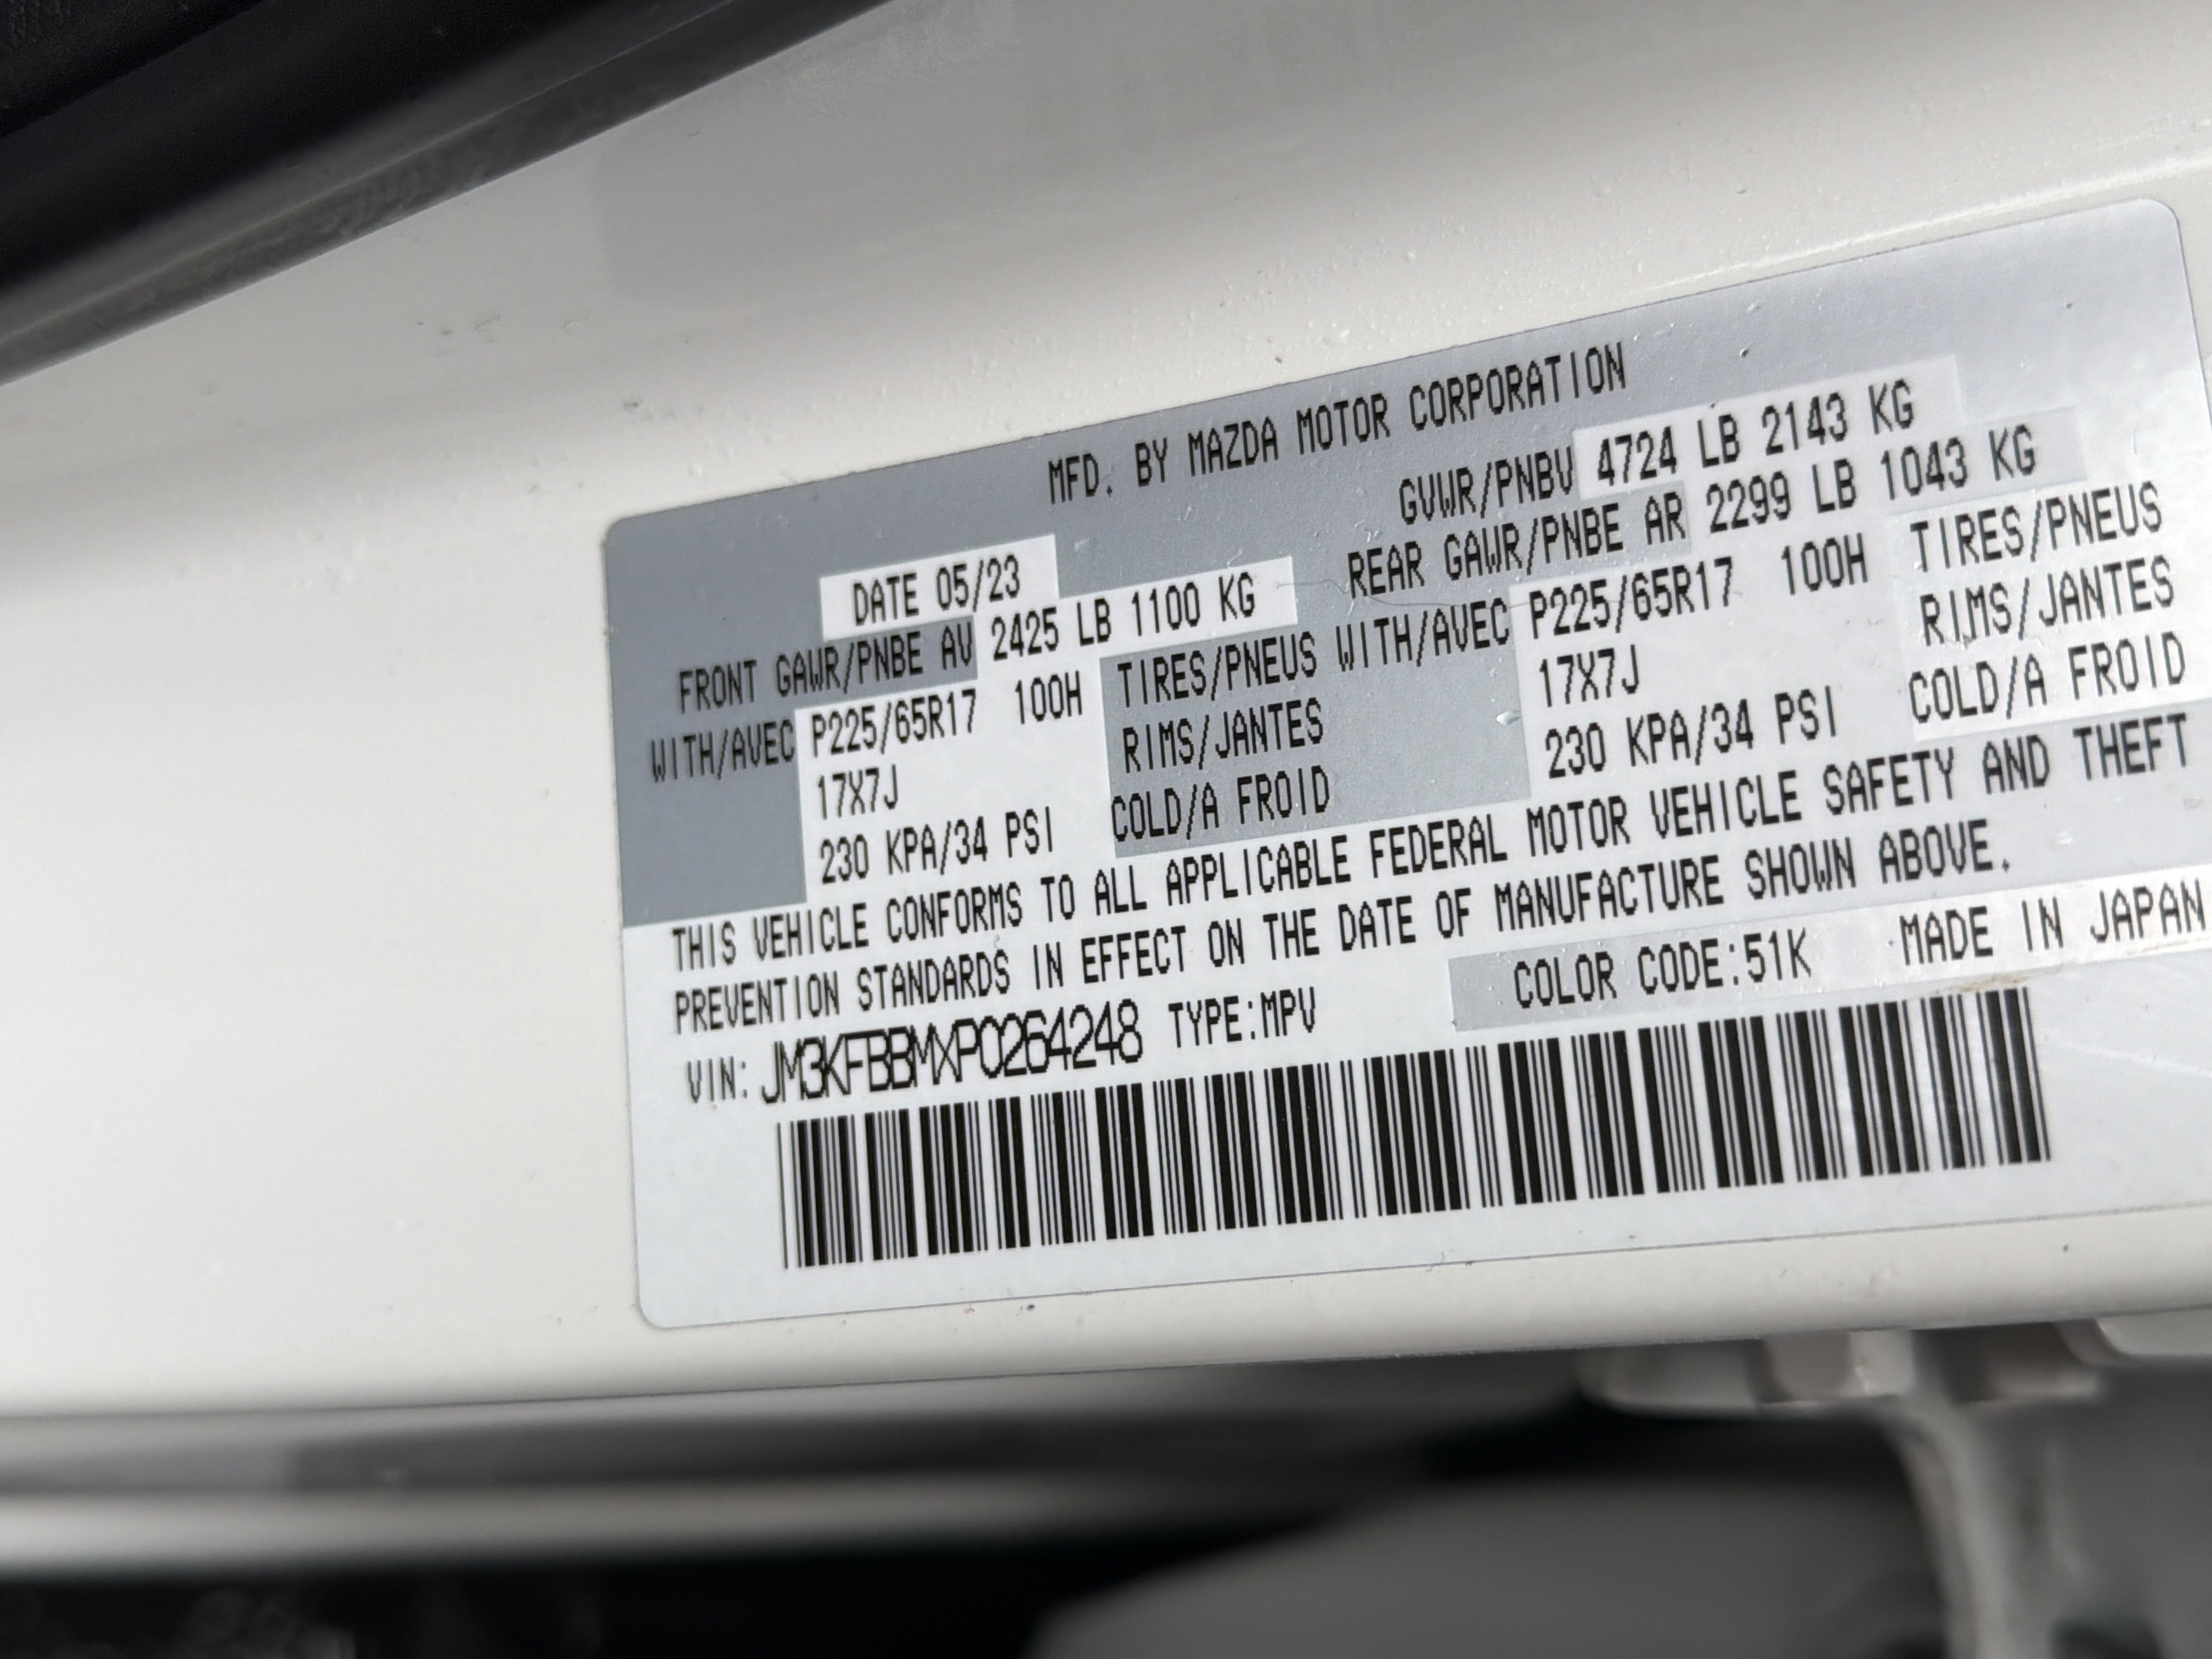 MFD. BY MAZDA MOTOR CORPORATION
DATE 05/23 GVWR/PNBV 4724 LB 2143 KG
FRONT GAWR/PNBE AV 2425 LB 1100 KG REAR GAWR/PNBE AR 2299 LB 1043 KG
WITH/AVEC P225/65R17 100H TIRES/PNEUS WITH/AVEC P225/65R17 100H TIRES/PNEUS
17X7J RIMS/JANTES 17X7J RIMS/JANTES
230 KPA/34 PSI COLD/A FROID 230 KPA/34 PSI COLD/A FROID
THIS VEHICLE CONFORMS TO ALL APPLICABLE FEDERAL MOTOR VEHICLE SAFETY AND THEFT
PREVENTION STANDARDS IN EFFECT ON THE DATE OF MANUFACTURE SHOWN ABOVE.
VIN: JM3KFBBMXP0264248 TYPE:MPV COLOR CODE:51K MADE IN JAPAN